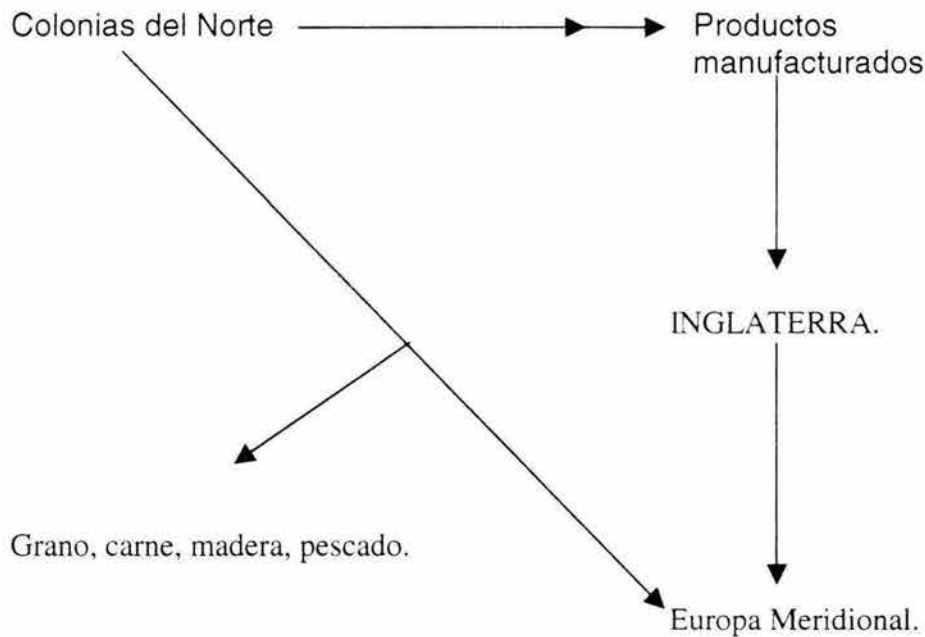 Colonias del Norte
Productos
manufacturados
INGLATERRA.
Grano, carne, madera, pescado.
Europa Meridional.